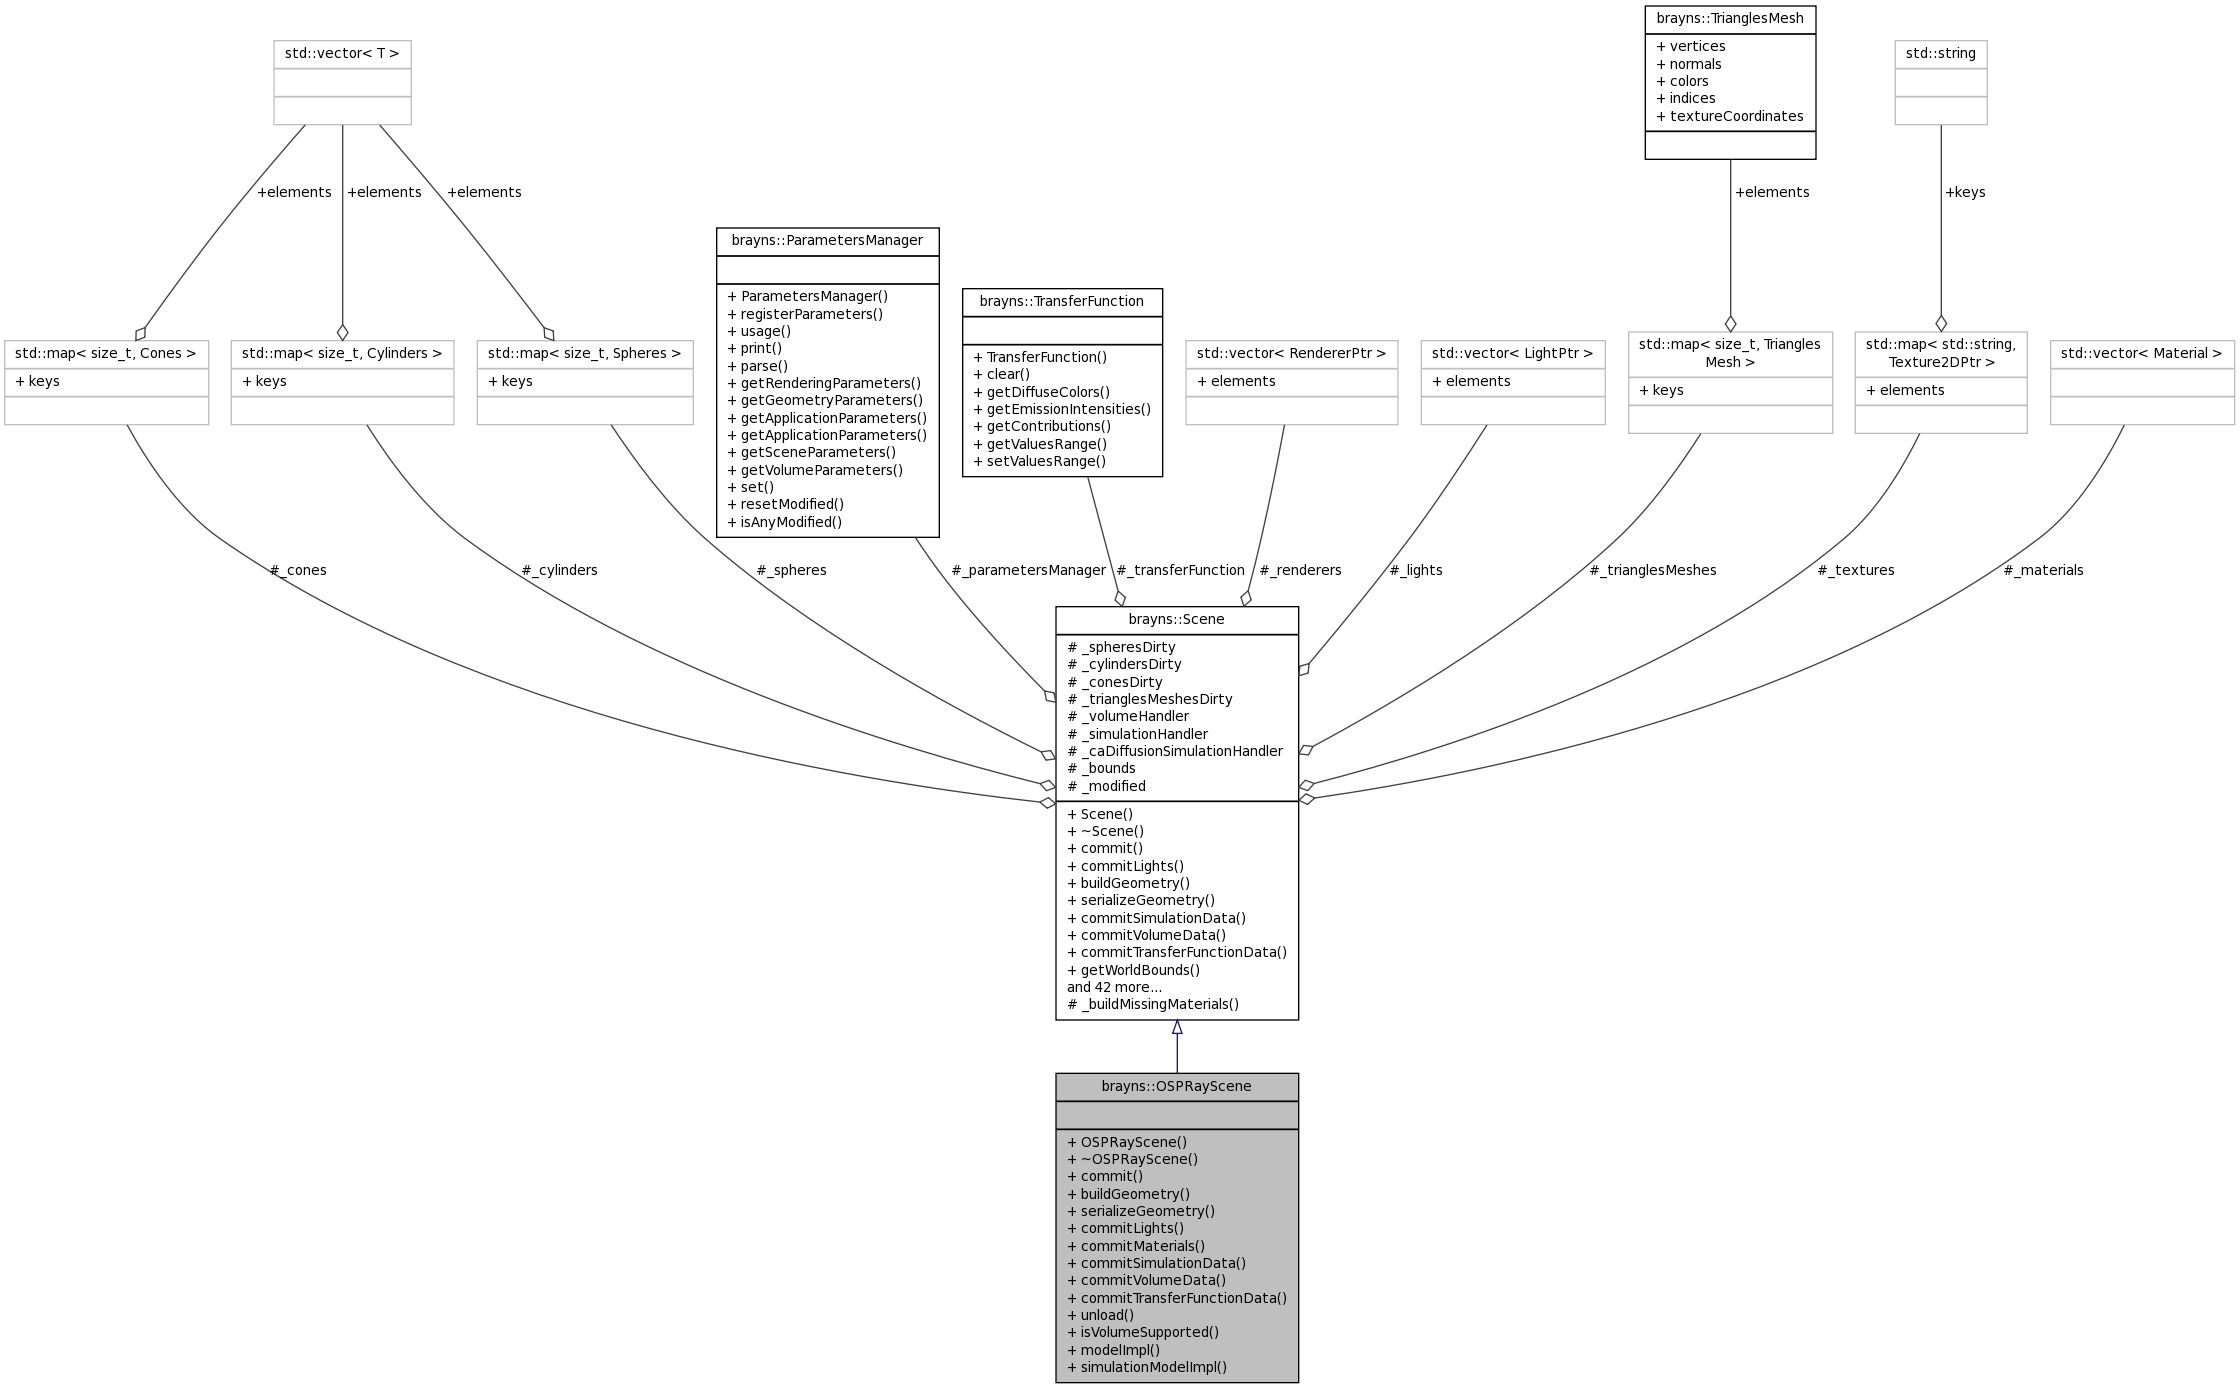 brayns::TrianglesMesh
+ vertices
+ normals
+ colors
+ indices
+ textureCoordinates
std::vector< T >
std::string
+elements
+elements
+elements
+elements
+keys
brayns::ParametersManager
+ ParametersManager()
+ registerParameters()
+ usage()
+ print()
+ parse()
+ getRenderingParameters()
+ getGeometryParameters()
+ getApplicationParameters()
+ getApplicationParameters()
+ getSceneParameters()
+ getVolumeParameters()
+ set()
+ resetModified()
+ isAnyModified()
brayns::TransferFunction
+ TransferFunction()
+ clear()
+ getDiffuseColors()
+ getEmissionIntensities()
+ getContributions()
+ getValuesRange()
+ setValuesRange()
std::map< size_t, Cones >
+ keys
std::map< size_t, Cylinders >
+ keys
std::map< size_t, Spheres >
+ keys
std::vector< RendererPtr >
+ elements
std::vector< LightPtr >
+ elements
std::map< size_t, Triangles
Mesh >
+ keys
std::map< std::string,
Texture2DPtr >
+ elements
std::vector< Material >
#_cones
#_cylinders
#_spheres
#_parametersManager
#_transferFunction
#_renderers
#_lights
#_trianglesMeshes
#_textures
#_materials
brayns::Scene
# _spheresDirty
# _cylindersDirty
# _conesDirty
# _trianglesMeshesDirty
# _volumeHandler
# _simulationHandler
# _caDiffusionSimulationHandler
# _bounds
# _modified
+ Scene()
+ ~Scene()
+ commit()
+ commitLights()
+ buildGeometry()
+ serializeGeometry()
+ commitSimulationData()
+ commitVolumeData()
+ commitTransferFunctionData()
+ getWorldBounds()
and 42 more...
# _buildMissingMaterials()
brayns::OSPRayScene
+ OSPRayScene()
+ ~OSPRayScene()
+ commit()
+ buildGeometry()
+ serializeGeometry()
+ commitLights()
+ commitMaterials()
+ commitSimulationData()
+ commitVolumeData()
+ commitTransferFunctionData()
+ unload()
+ isVolumeSupported()
+ modelImpl()
+ simulationModelImpl()